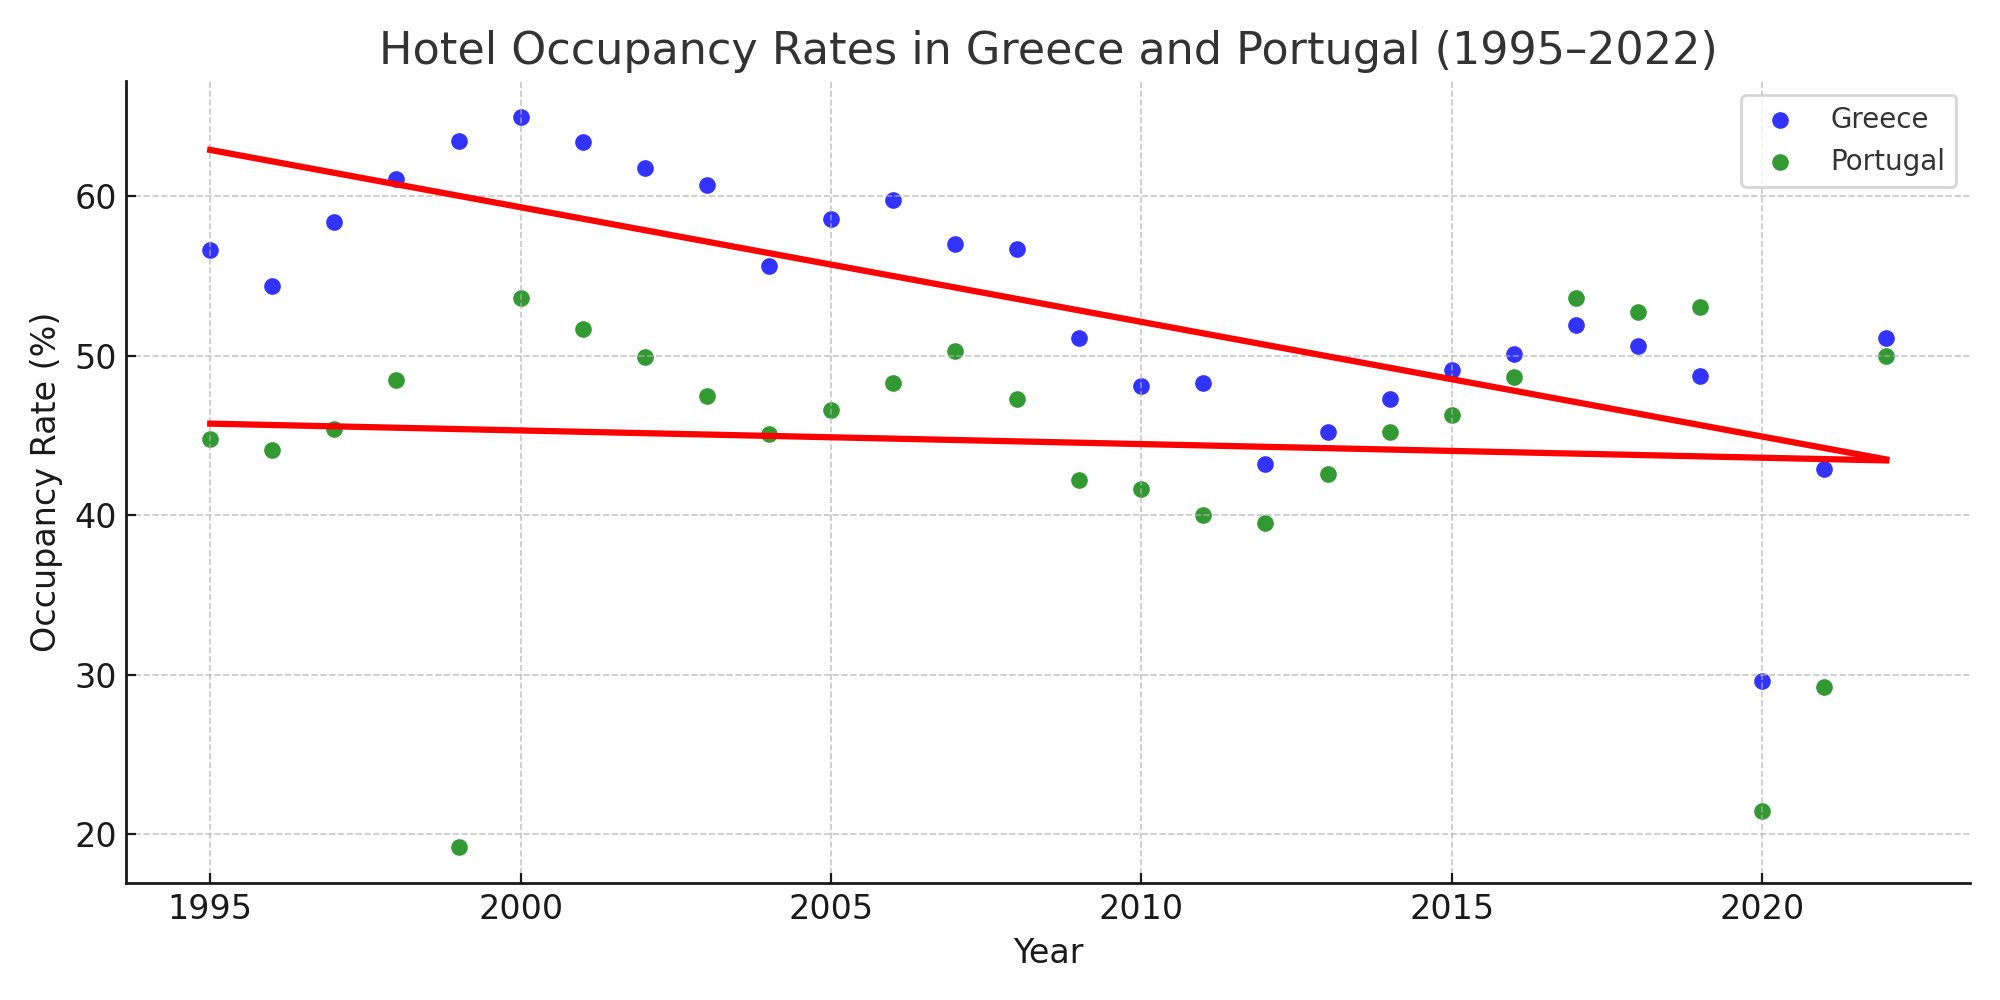 Hotel Occupancy Rates in Greece and Portugal (1995–2022)
Greece
Portugal
Occupancy Rate (%)
60
50
40
30
20
1995 2000 2005 2010 2015 2020
Year